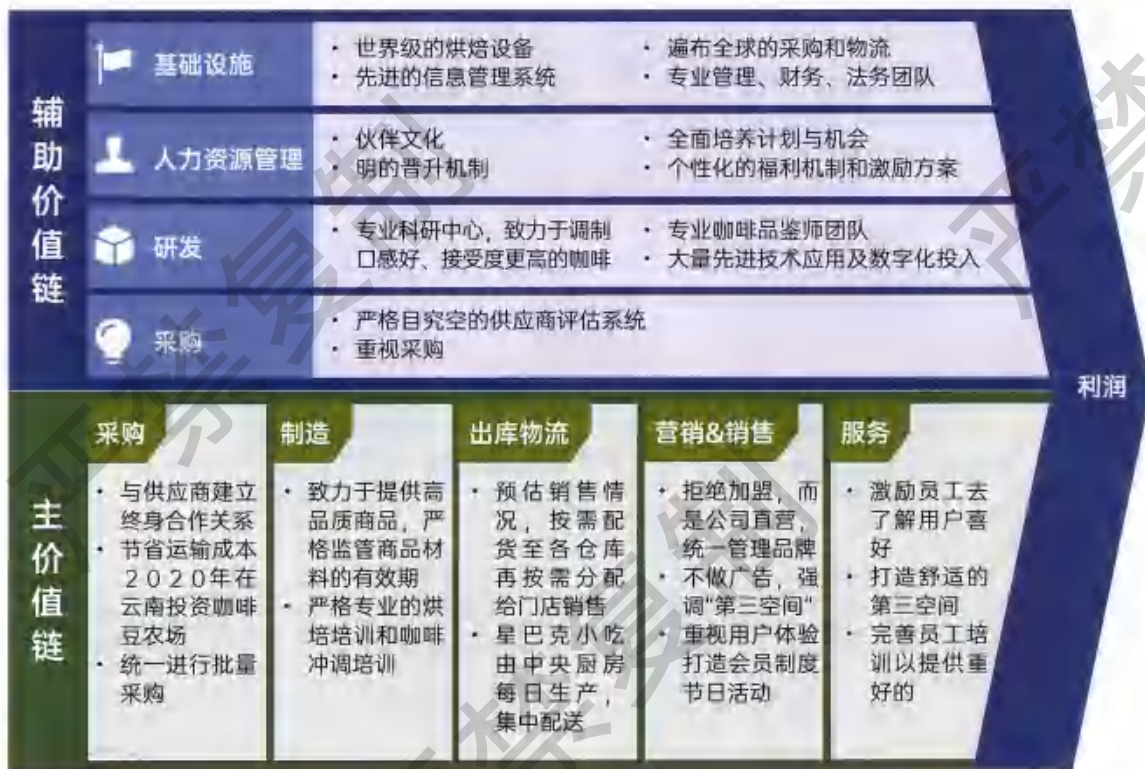 辅助价值链
基础设施
· 世界级的烘焙设备
· 先进的信息管理系统
· 遍布全球的采购和物流
· 专业管理、财务、法务团队
人力资源管理
· 伙伴文化
· 明的晋升机制
· 全面培养计划与机会
· 个性化的福利机制和激励方案
研发
· 专业科研中心，致力于调制
口感好、接受度更高的咖啡
· 专业咖啡品鉴师团队
· 大量先进技术应用及数字化投入
采购
· 严格目究空的供应商评估系统
· 重视采购
利润
主价值链
采购
· 与供应商建立
终身合作关系
· 节省运输成本
2020年在
云南投资咖啡
豆农场
· 统一进行批量
采购
制造
· 致力于提供高
品质商品，严
格监管商品材
料的有效期
· 严格专业的烘
培培训和咖啡
冲调培训
出库物流
· 预估销售情
况，按需配
货至各仓库
再按需分配
给门店销售
· 星巴克小吃
由中央厨房
每日生产，
集中配送
营销&销售
· 拒绝加盟，而
是公司直营，
统一管理品牌
· 不做广告，强
调“第三空间”
· 重视用户体验
打造会员制度
节日活动
服务
· 激励员工去
了解用户喜
好
· 打造舒适的
第三空间
· 完善员工培
训以提供重
好的
严禁复制
严禁
严禁复制